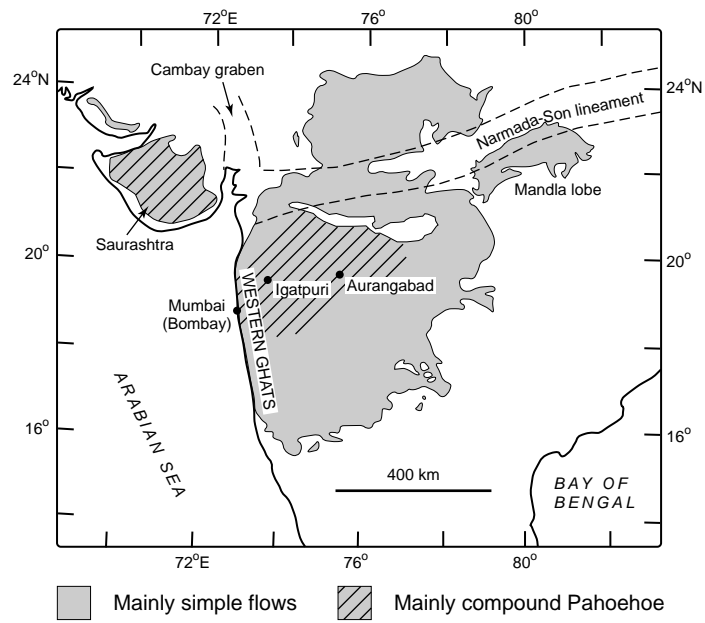 72°E 76° 80°
Cambay graben
24°N
24°N
Narmada-Son lineament
Mandla lobe
Saurashtra
20°
20°
WESTERN GHATS
Igatpuri
Aurangabad
Mumbai
(Bombay)
ARABIAN SEA
16°
16°
400 km
BAY OF
BENGAL
72°E 76° 80°
Mainly simple flows
Mainly compound Pahoehoe